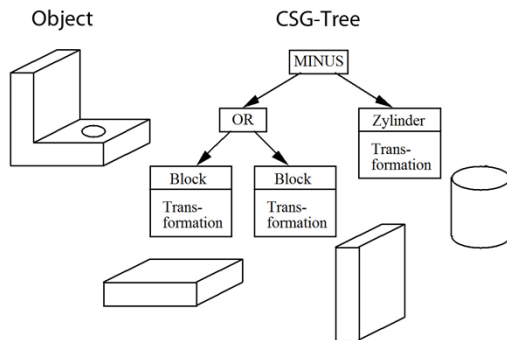 Object
CSG-Tree
MINUS
OR
Zylinder
Trans-
formation
Block
Trans-
formation
Block
Trans-
formation